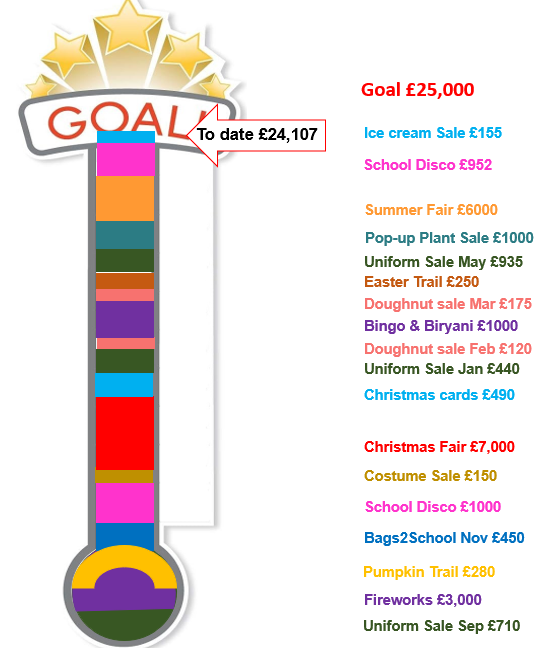 GOAL!
To date £24,107
Goal £25,000
Ice cream Sale £155
School Disco £952
Summer Fair £6000
Pop-up Plant Sale £1000
Uniform Sale May £935
Easter Trail £250
Doughnut sale Mar £175
Bingo & Biryani £1000
Doughnut sale Feb £120
Uniform Sale Jan £440
Christmas cards £490
Christmas Fair £7,000
Costume Sale £150
School Disco £1000
Bags2School Nov £450
Pumpkin Trail £280
Fireworks £3,000
Uniform Sale Sep £710